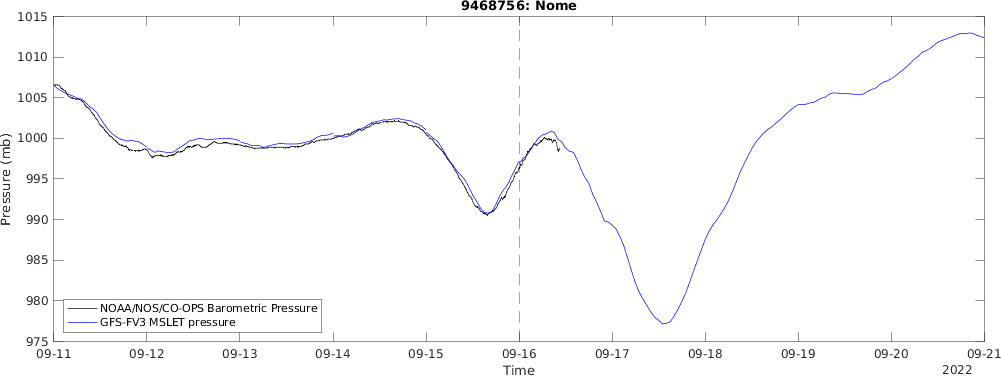 9468756: Nome
1015
1010
1005
1000
995
990
985
980
975
Pressure (mb)
NOAA/NOS/CO-OPS Barometric Pressure
GFS-FV3 MSLET pressure
09-11 09-12 09-13 09-14 09-15 09-16 09-17 09-18 09-19 09-20 09-21
Time
2022